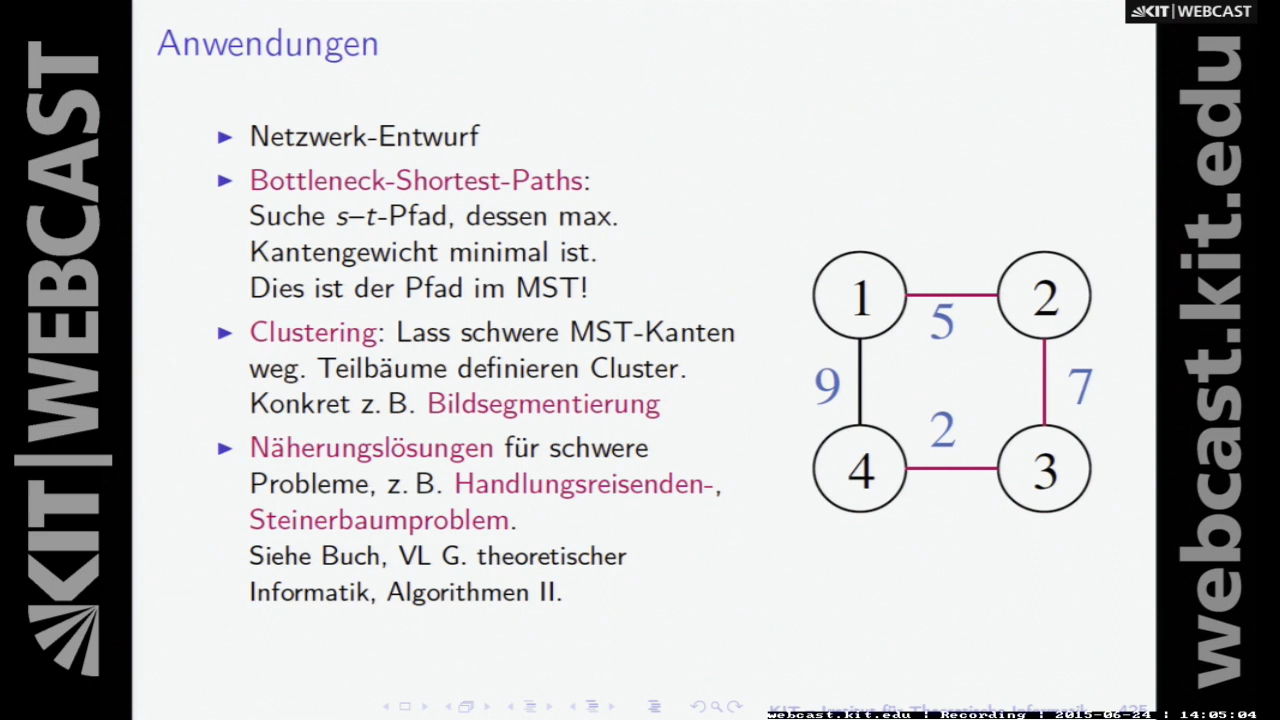 KIT | WEBCAST
Anwendungen
Netzwerk-Entwurf
Bottleneck-Shortest-Paths:
Suche s–t-Pfad, dessen max.
Kantengewicht minimal ist.
Dies ist der Pfad im MST!
Clustering: Lass schwere MST-Kanten
weg. Teilbäume definieren Cluster.
Konkret z. B. Bildsegmentierung
Näherungslösungen für schwere
Probleme, z. B. Handlungsreisenden-,
Steinerbaumproblem.
Siehe Buch, VL G. theoretischer
Informatik, Algorithmen II.
1
2
5
9
7
2
4
3
KIT | WEBCAST
webcast.kit.edu
webcast.kit.edu : Recording : 2015-06-24 : 14:05:04